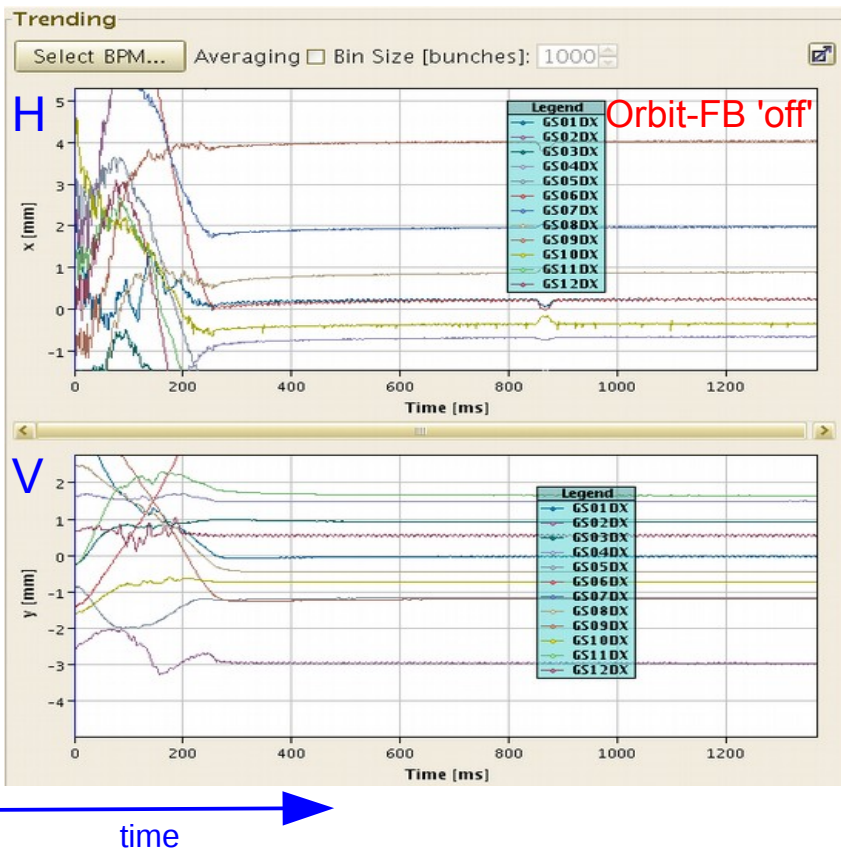 Trending
Select BPM... Averaging Bin Size [bunches]: 1000
H
Orbit-FB 'off'
5
4
3
2
1
0
-1
x [mm]
Legend
GS01DX
GS02DX
GS03DX
GS04DX
GS05DX
GS06DX
GS07DX
GS08DX
GS09DX
GS10DX
GS11DX
GS12DX
0 200 400 600 800 1000 1200
Time [ms]
V
2
1
0
-1
-2
-3
-4
y [mm]
Legend
GS01DX
GS02DX
GS03DX
GS04DX
GS05DX
GS06DX
GS07DX
GS08DX
GS09DX
GS10DX
GS11DX
GS12DX
0 200 400 600 800 1000 1200
Time [ms]
time